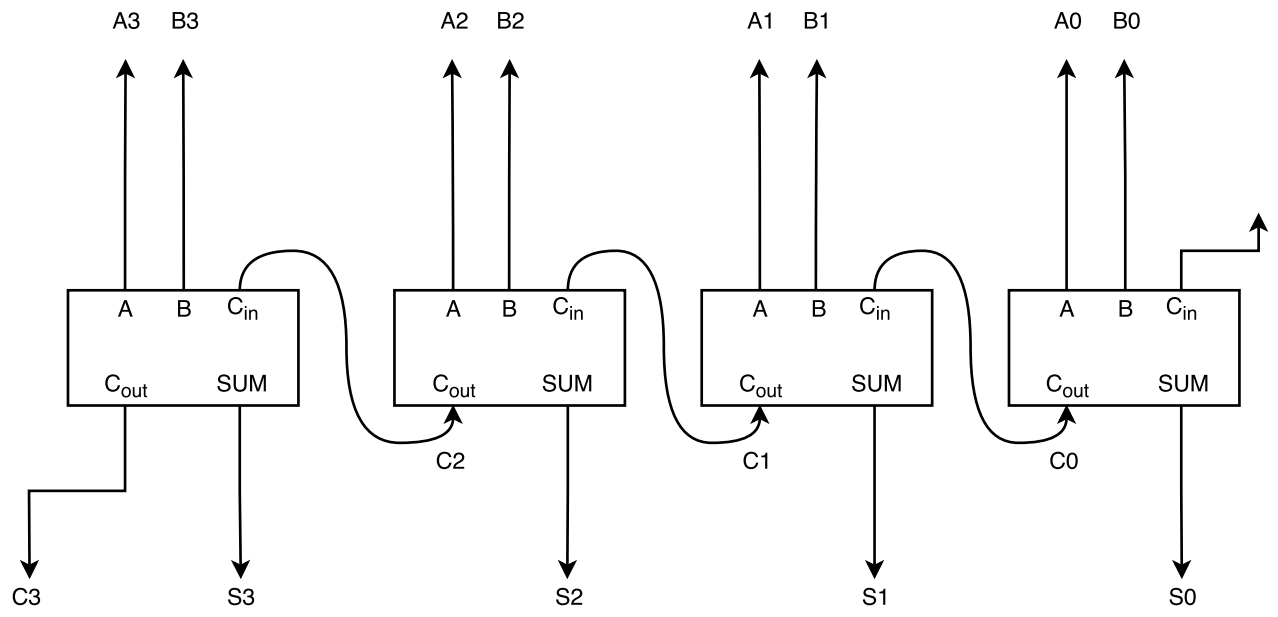 A3 B3 A2 B2 A1 B1 A0 B0
A B Cin A B Cin A B Cin A B Cin
Cout SUM Cout SUM Cout SUM Cout SUM
C2 C1 C0
C3 S3 S2 S1 S0